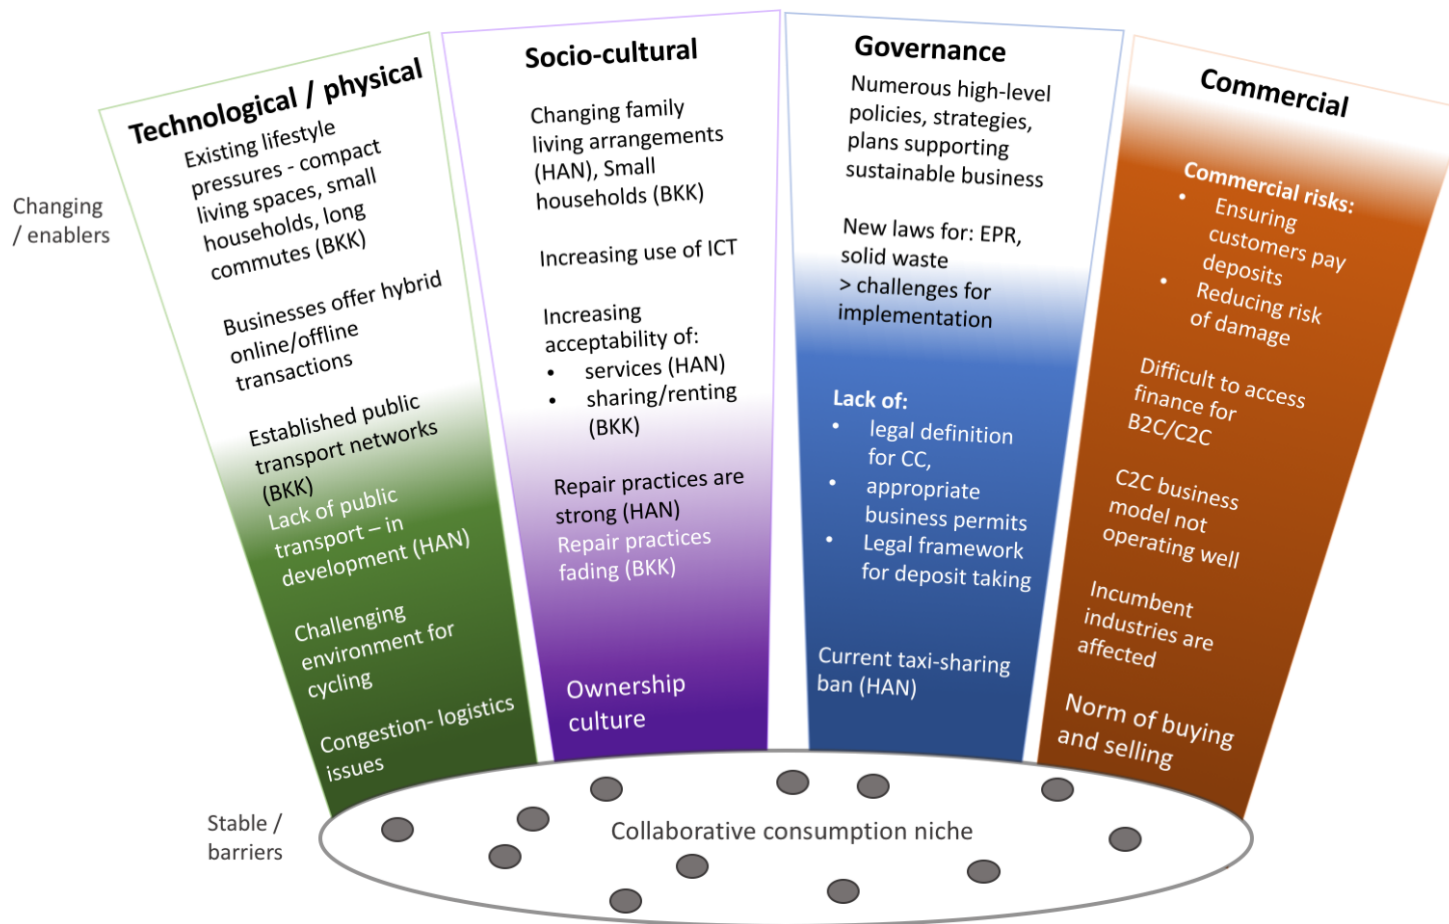 Changing
/ enablers
Technological / physical
Existing lifestyle
pressures - compact
living spaces, small
households, long
commutes (BKK)
Businesses offer hybrid
online/offline
transactions
Established public
transport networks
(BKK)
Lack of public
transport – in
development (HAN)
Challenging
environment for
cycling
Congestion- logistics
issues
Socio-cultural
Changing family
living arrangements
(HAN), Small
households (BKK)
Increasing use of ICT
Increasing
acceptability of:
• services (HAN)
• sharing/renting
(BKK)
Repair practices are
strong (HAN)
Repair practices
fading (BKK)
Ownership
culture
Governance
Numerous high-level
policies, strategies,
plans supporting
sustainable business
New laws for: EPR,
solid waste
> challenges for
implementation
Lack of:
• legal definition
for CC,
• appropriate
business permits
• Legal framework
for deposit taking
Current taxi-sharing
ban (HAN)
Commercial
Commercial risks:
• Ensuring
customers pay
deposits
• Reducing risk
of damage
Difficult to access
finance for
B2C/C2C
C2C business
model not
operating well
Incumbent
industries are
affected
Norm of buying
and selling
Stable /
barriers
Collaborative consumption niche